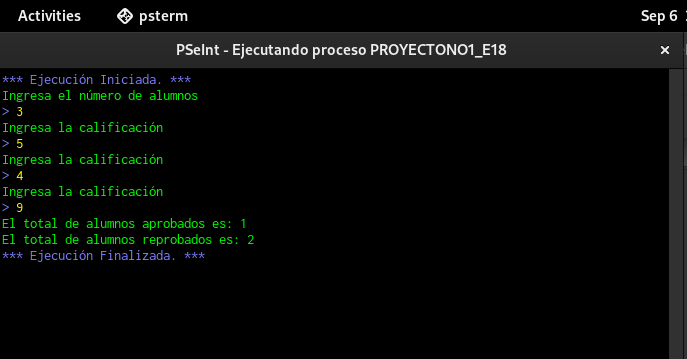 Activities psterm Sep 6
PSeInt - Ejecutando proceso PROYECTONO1_E18 ×
*** Ejecución Iniciada. ***
Ingresa el número de alumnos
> 3
Ingresa la calificación
> 5
Ingresa la calificación
> 4
Ingresa la calificación
> 9
El total de alumnos aprobados es: 1
El total de alumnos reprobados es: 2
*** Ejecución Finalizada. ***